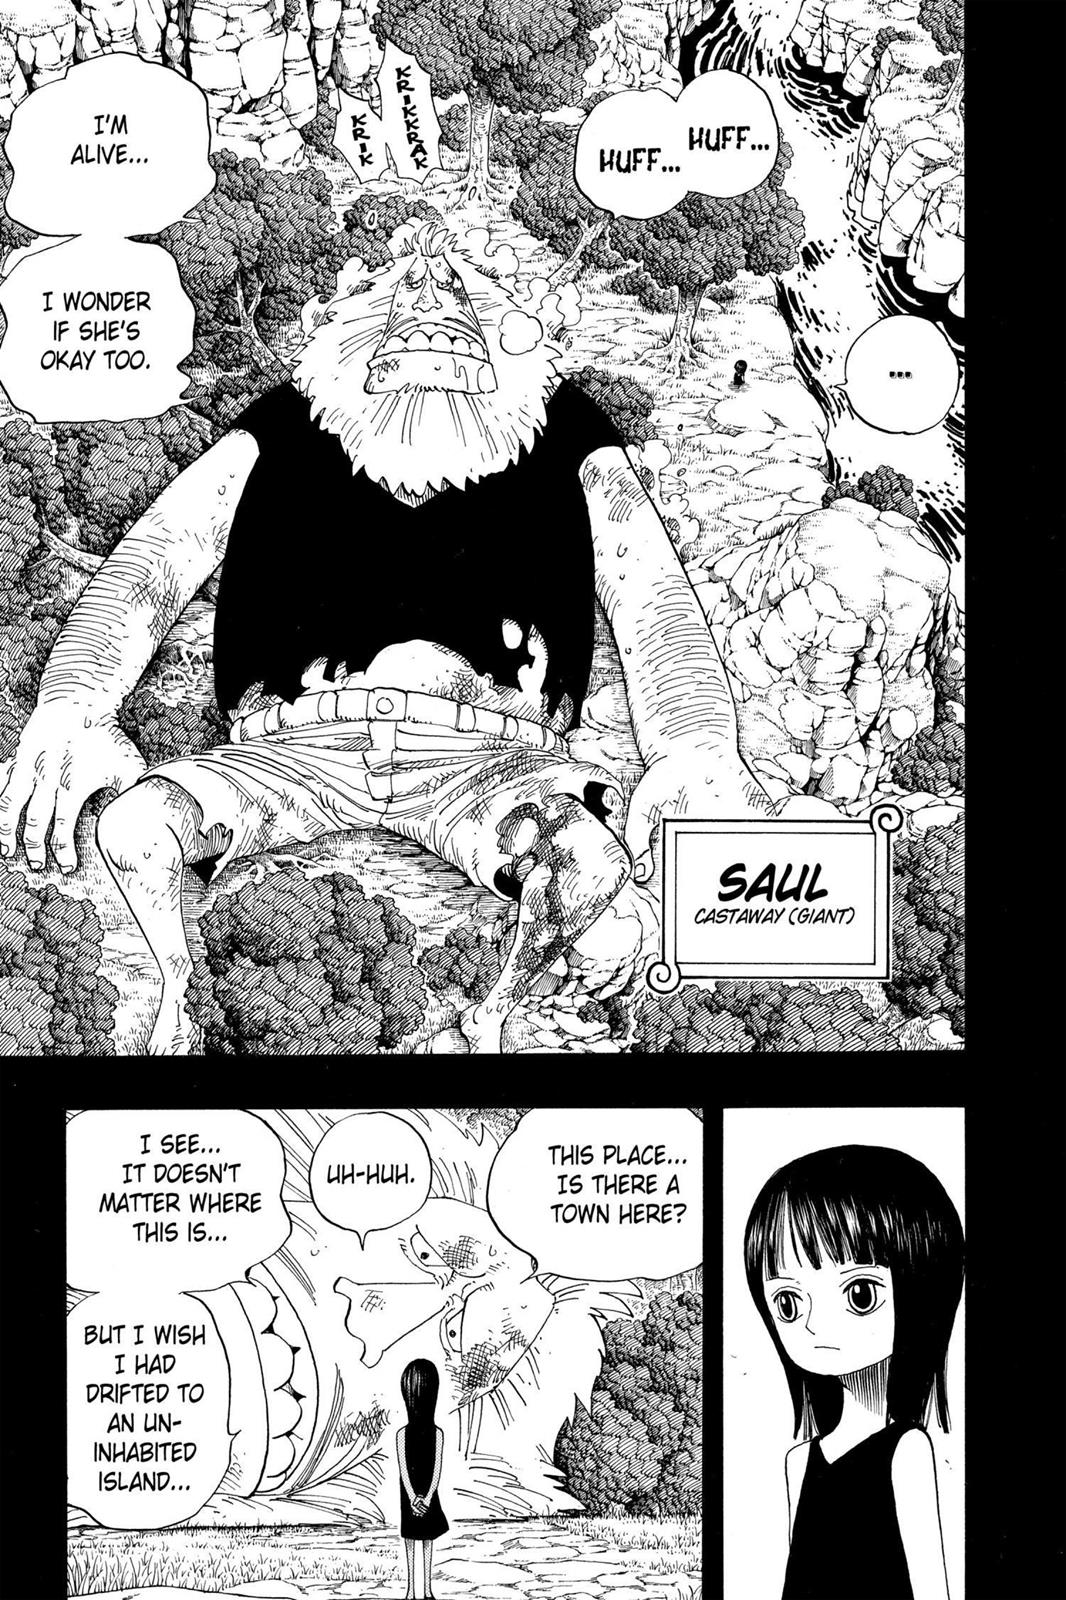 HUFF...
HUFF...
KRIKKRAK
KRIK
I'M
ALIVE...
I WONDER
IF SHE'S
OKAY TOO.
...
SAUL
CASTAWAY (GIANT)
THIS PLACE...
IS THERE A
TOWN HERE?
UH-HUH.
I SEE...
IT DOESN'T
MATTER WHERE
THIS IS...
BUT I WISH
I HAD
DRIFTED TO
AN UN-
INHABITED
ISLAND...